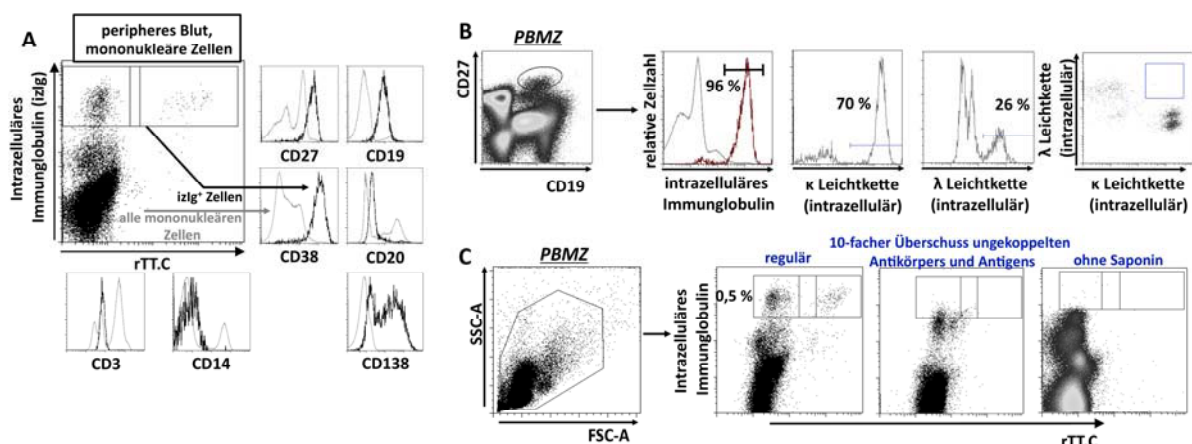 A
peripheres Blut,
mononukleäre Zellen
Intrazelluläres
Immunglobulin (izIg)
izIg⁺ Zellen
alle mononukleären
Zellen
rTT.C
CD27
CD19
CD38
CD20
CD3
CD14
CD138
B
PBMZ
CD27
CD19
relative Zellzahl
96 %
intrazelluläres
Immunglobulin
70 %
κ Leichtkette
(intrazellulär)
26 %
λ Leichtkette
(intrazellulär)
λ Leichtkette
(intrazellulär)
κ Leichtkette
(intrazellulär)
C
PBMZ
SSC-A
FSC-A
Intrazelluläres
Immunglobulin
regulär
0,5 %
10-facher Überschuss ungekoppelten
Antikörpers und Antigens
ohne Saponin
rTT.C